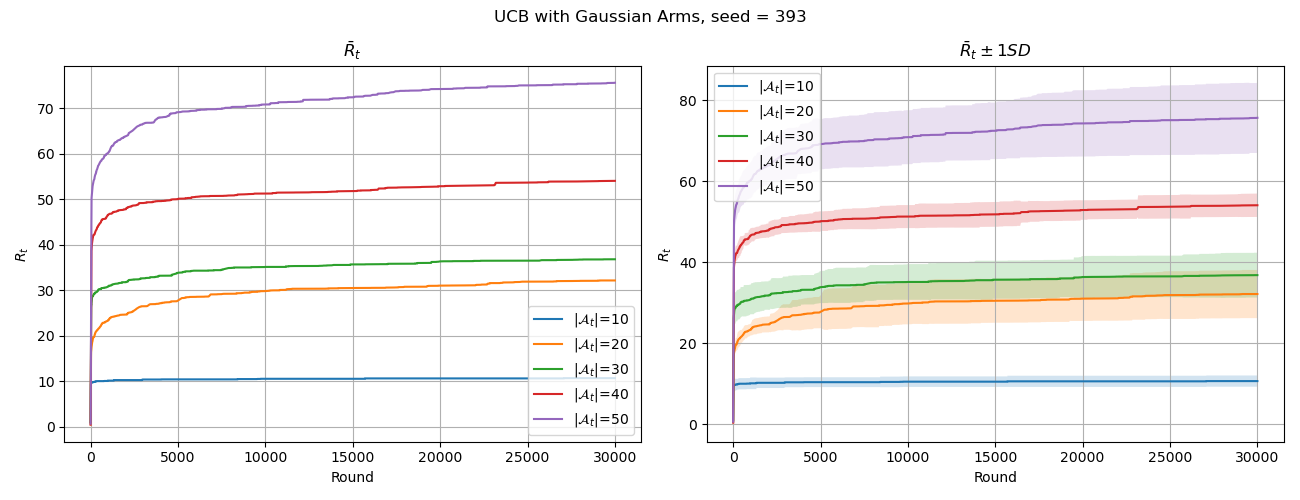 UCB with Gaussian Arms, seed = 393
R̄ₜ
70
60
50
40
30
20
10
0
Rₜ
0 5000 10000 15000 20000 25000 30000
Round
|𝒜ₜ|=10
|𝒜ₜ|=20
|𝒜ₜ|=30
|𝒜ₜ|=40
|𝒜ₜ|=50
R̄ₜ ± 1SD
80
60
40
20
0
Rₜ
0 5000 10000 15000 20000 25000 30000
Round
|𝒜ₜ|=10
|𝒜ₜ|=20
|𝒜ₜ|=30
|𝒜ₜ|=40
|𝒜ₜ|=50